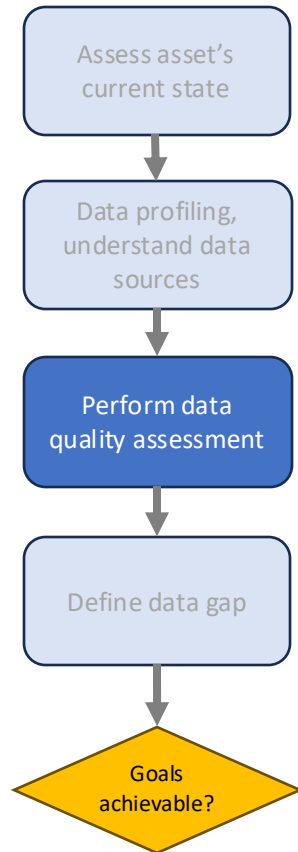 Assess asset’s
current state
Data profiling,
understand data
sources
Perform data
quality assessment
Define data gap
Goals
achievable?